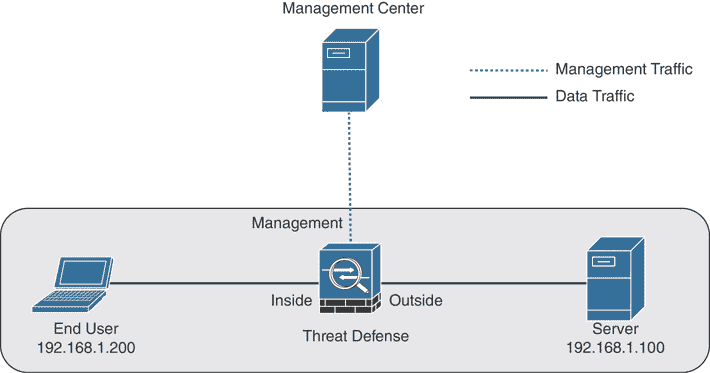 Management Center
Management Traffic
Data Traffic
Management
Inside
Outside
End User
192.168.1.200
Threat Defense
Server
192.168.1.100